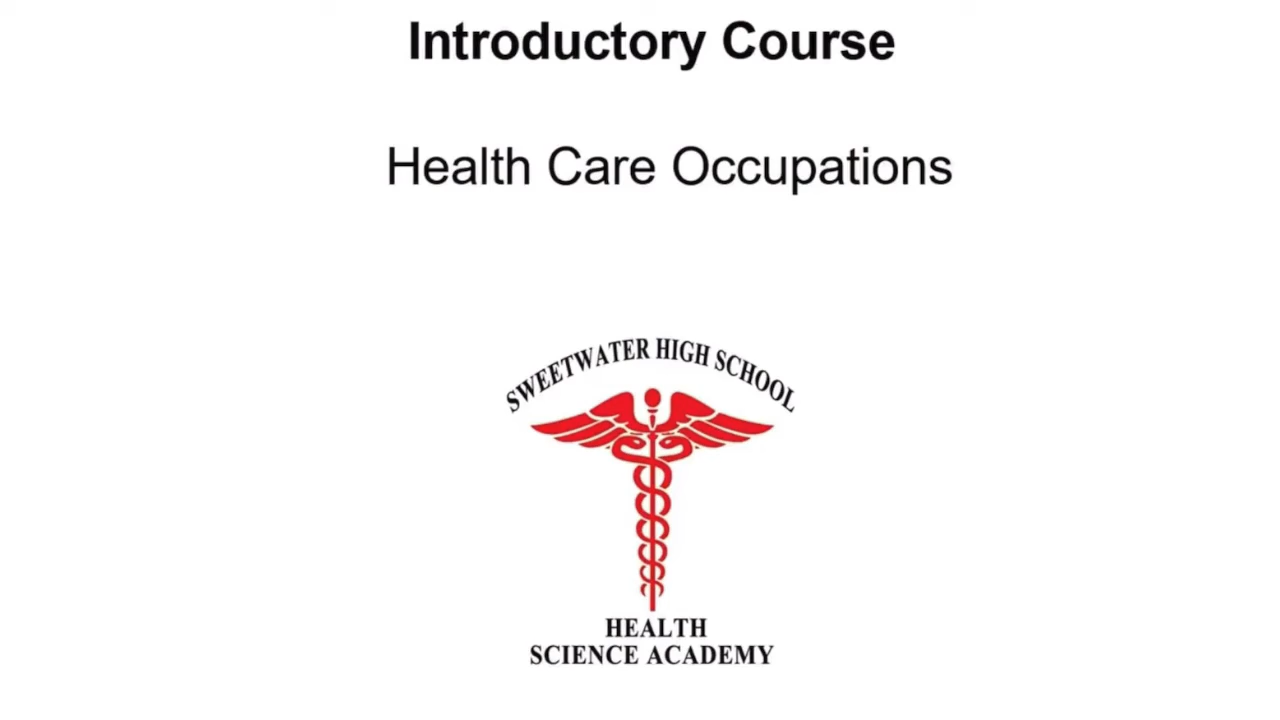 Introductory Course
Health Care Occupations
SWEETWATER HIGH SCHOOL
HEALTH
SCIENCE ACADEMY